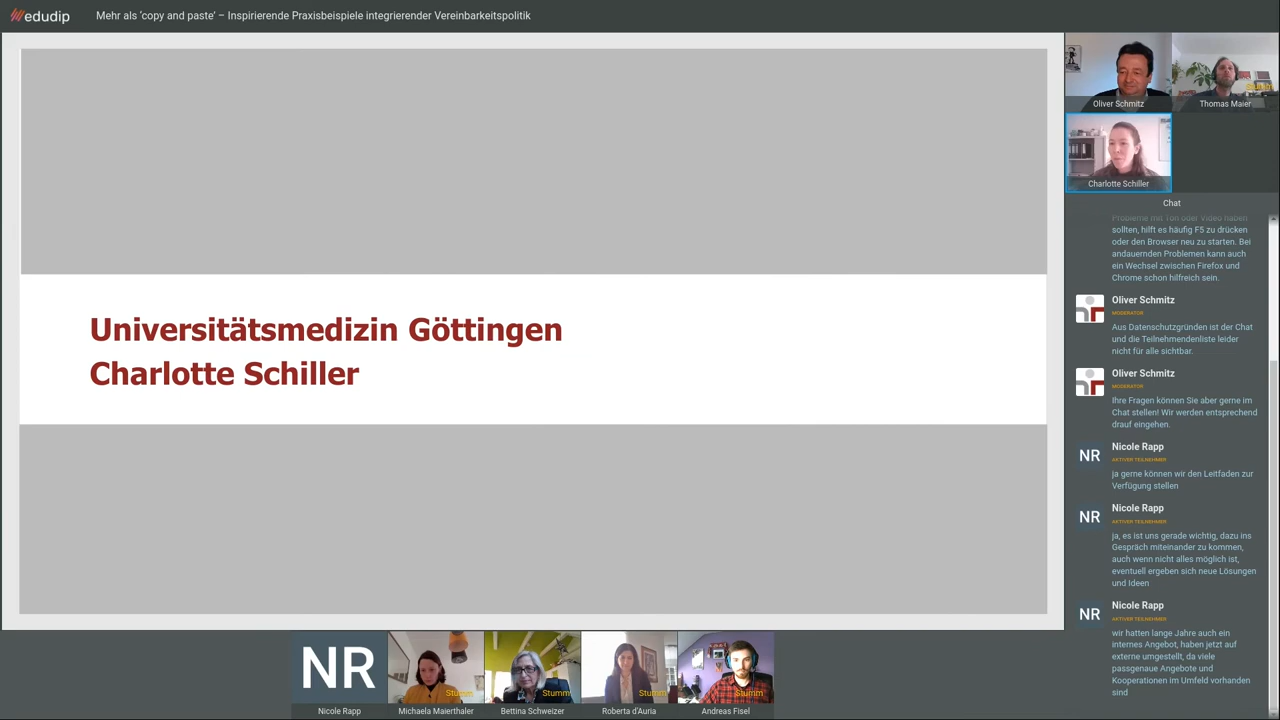 edudip
Mehr als 'copy and paste' – Inspirierende Praxisbeispiele integrierender Vereinbarkeitspolitik
Universitätsmedizin Göttingen
Charlotte Schiller
Oliver Schmitz
Stumm
Thomas Maier
Charlotte Schiller
Chat
Probleme mit Ton oder Video haben
sollten, hilft es häufig F5 zu drücken
oder den Browser neu zu starten. Bei
andauernden Problemen kann auch
ein Wechsel zwischen Firefox und
Chrome schon hilfreich sein.
Oliver Schmitz
MODERATOR
Aus Datenschutzgründen ist der Chat
und die Teilnehmendenliste leider
nicht für alle sichtbar.
Oliver Schmitz
MODERATOR
Ihre Fragen können Sie aber gerne im
Chat stellen! Wir werden entsprechend
drauf eingehen.
NR
Nicole Rapp
AKTIVER TEILNEHMER
ja gerne können wir den Leitfaden zur
Verfügung stellen
NR
Nicole Rapp
AKTIVER TEILNEHMER
ja, es ist uns gerade wichtig, dazu ins
Gespräch miteinander zu kommen,
auch wenn nicht alles möglich ist,
eventuell ergeben sich neue Lösungen
und Ideen
NR
Nicole Rapp
AKTIVER TEILNEHMER
wir hatten lange Jahre auch ein
internes Angebot, haben jetzt auf
externe umgestellt, da viele
passgenaue Angebote und
Kooperationen im Umfeld vorhanden
sind
NR
Nicole Rapp
Stumm
Michaela Maierthaler
Stumm
Bettina Schweizer
Stumm
Roberta d'Auria
Stumm
Andreas Fisel